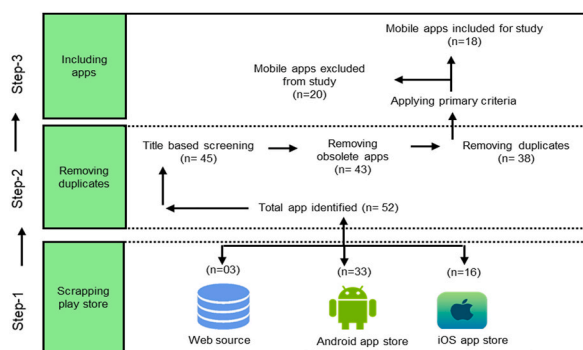 Step-3
Including
apps
Mobile apps included for study
(n=18)
Mobile apps excluded
from study
(n=20)
Applying primary criteria
Step-2
Removing
duplicates
Title based screening
(n= 45)
Removing
obsolete apps
(n= 43)
Removing duplicates
(n= 38)
Total app identified (n= 52)
Step-1
Scrapping
play store
(n=03)
(n=33)
(n=16)
Web source
Android app store
iOS app store